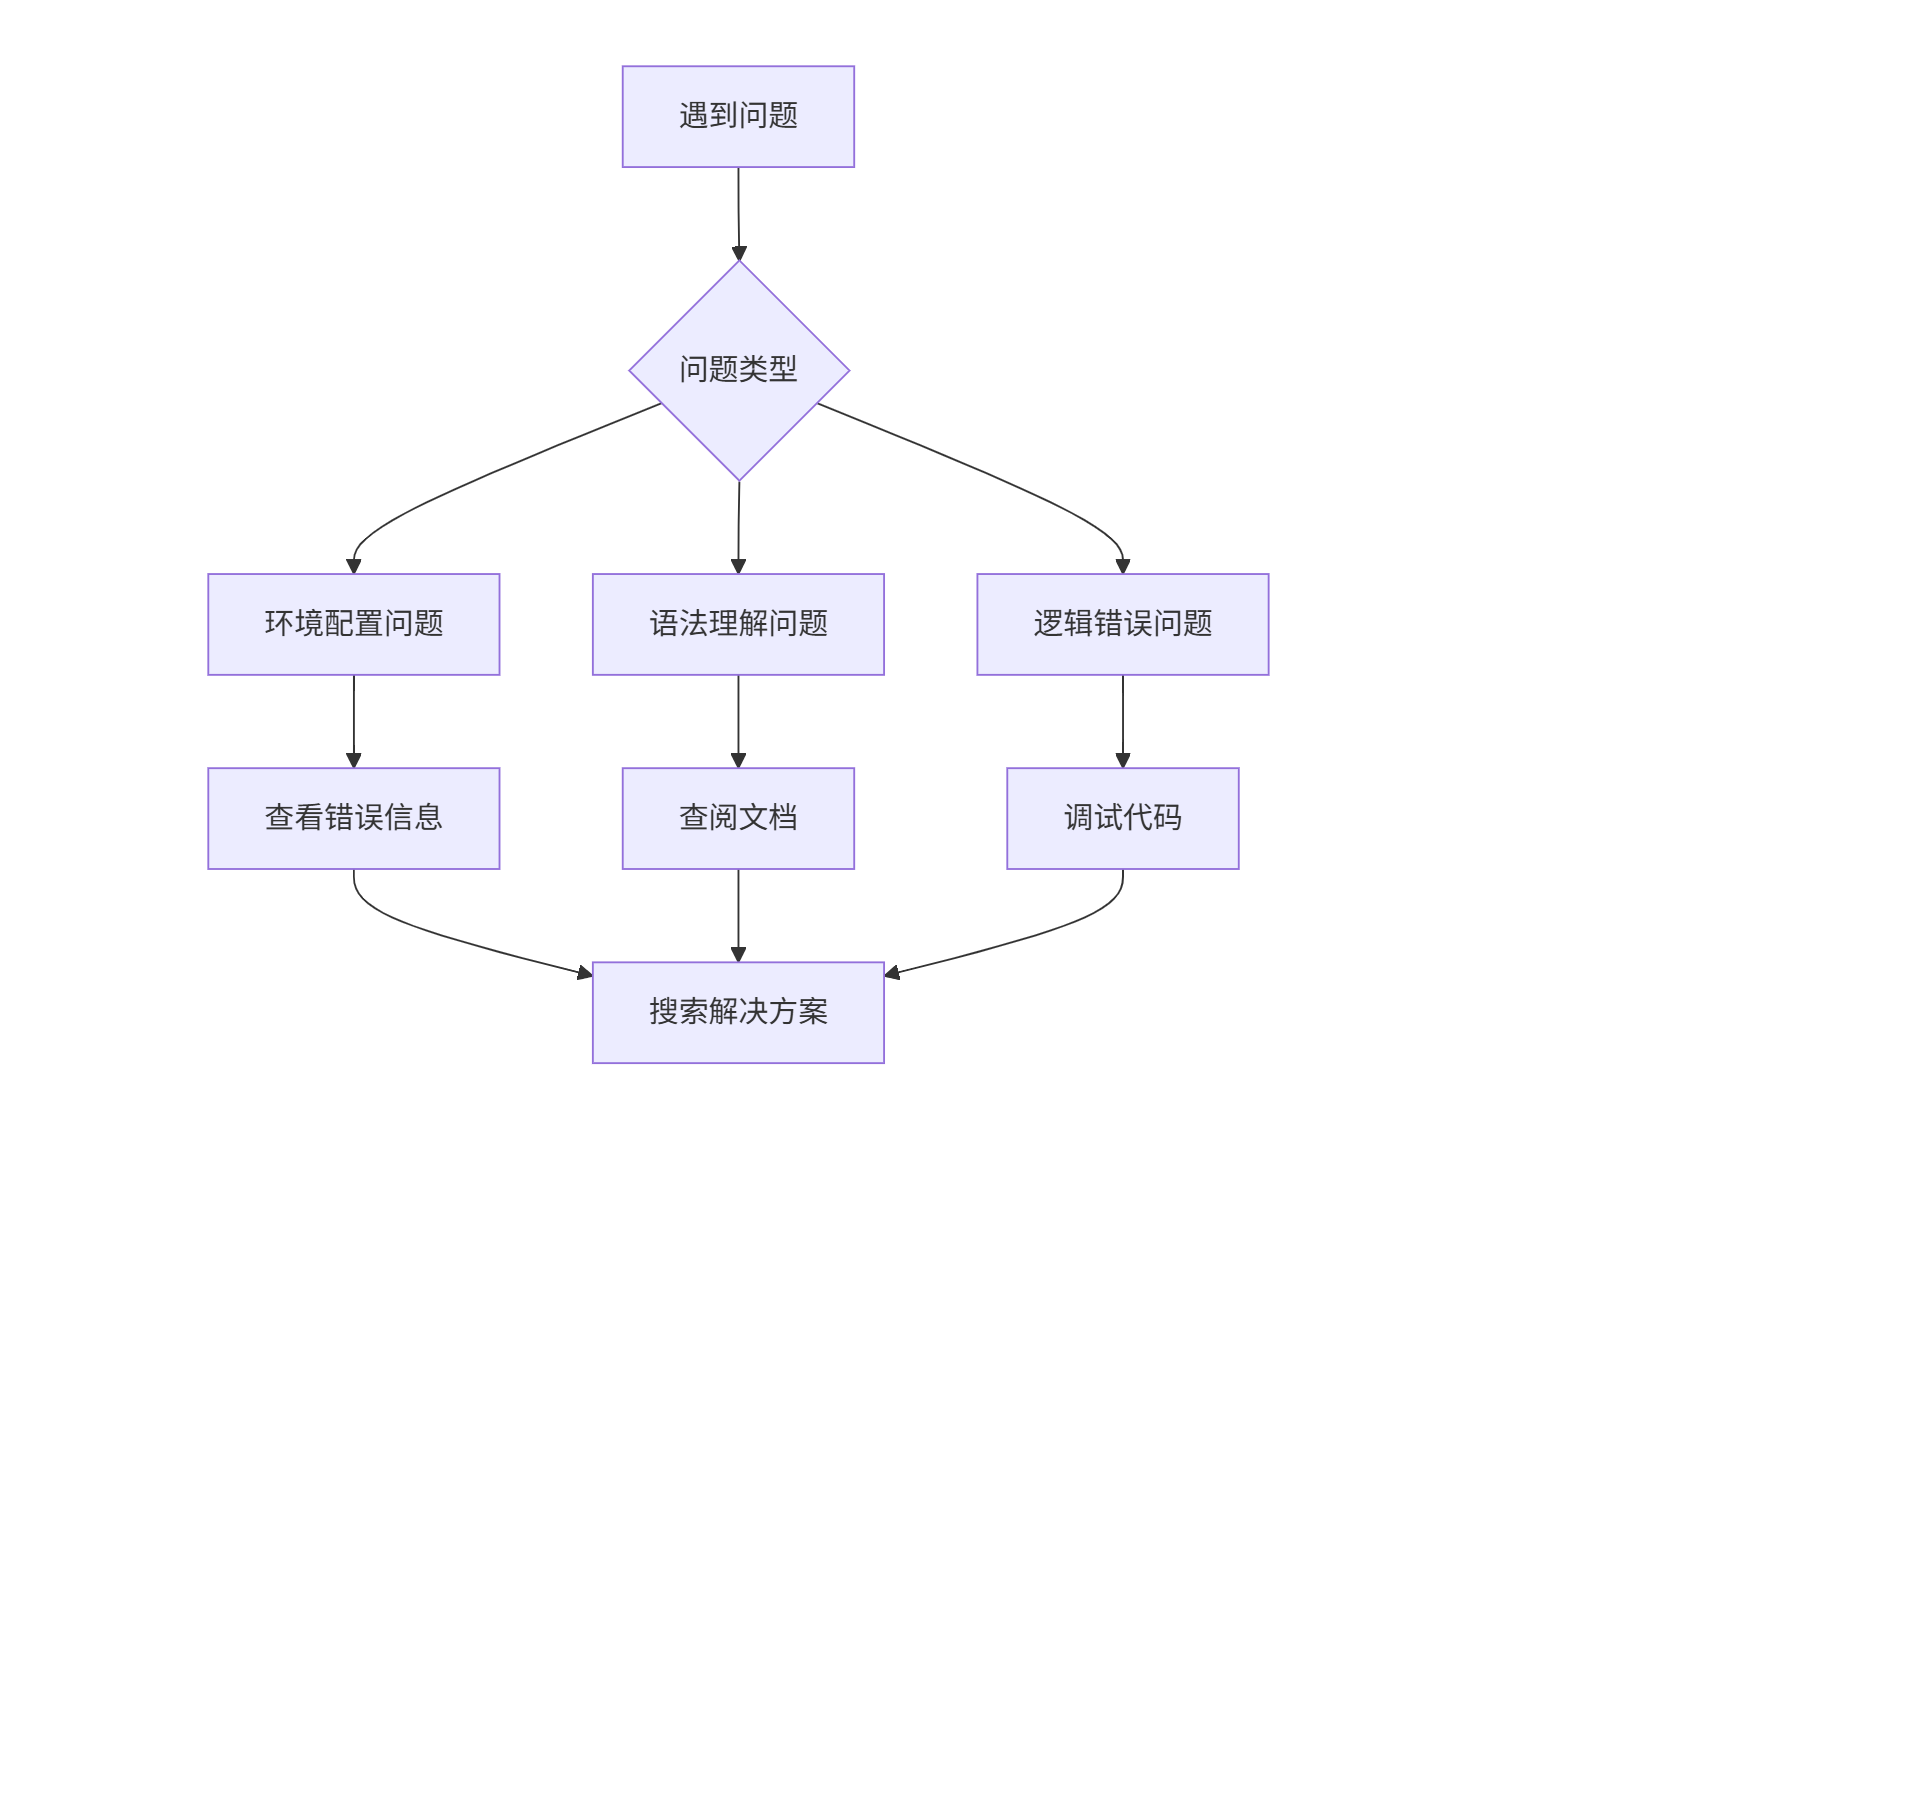 遇到问题
问题类型
环境配置问题
语法理解问题
逻辑错误问题
查看错误信息
查阅文档
调试代码
搜索解决方案